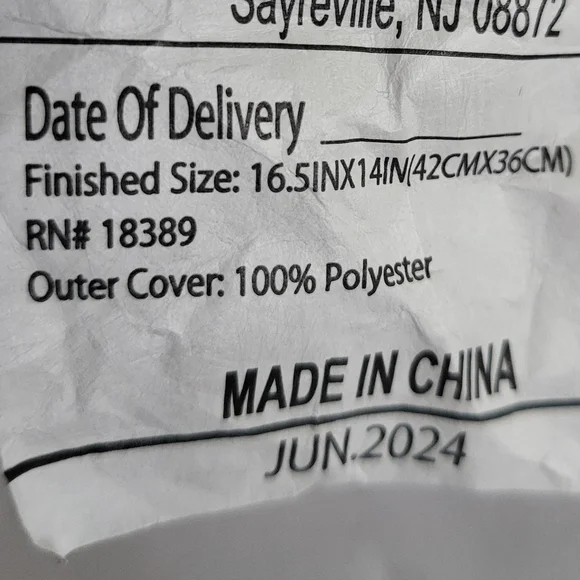 Sayreville, NJ 08872
Date Of Delivery
Finished Size: 16.5INX14IN(42CMX36CM)
RN# 18389
Outer Cover: 100% Polyester
MADE IN CHINA
JUN.2024